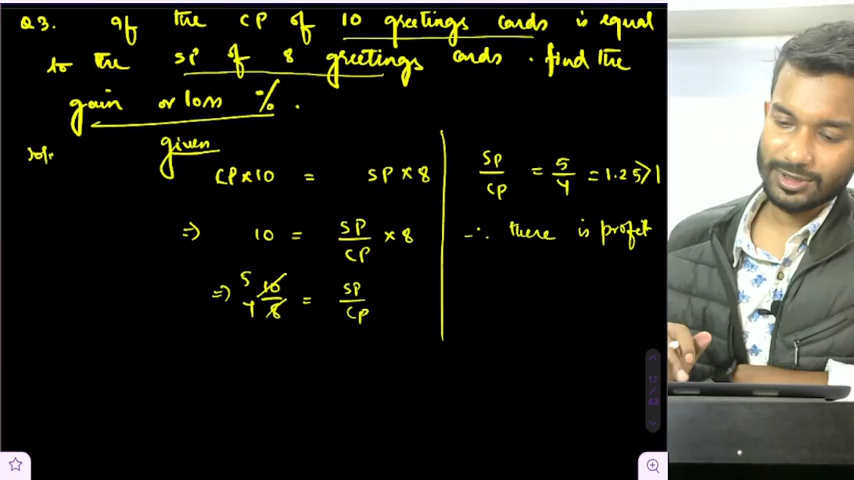 Q3. If the CP of 10 greetings cards is equal
to the SP of 8 greetings cards. find the
gain or loss %.
Sol. given
CP×10 = SP×8
⇒ 10 = SP/CP × 8
⇒ 5 10/4 8 = SP/CP
SP/CP = 5/4 = 1.25>1
∴ there is profit
17
/
43